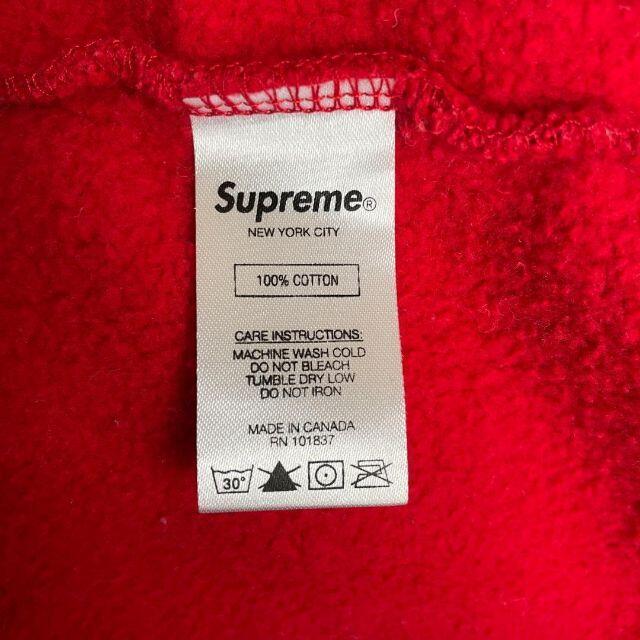 Supreme®
NEW YORK CITY
100% COTTON
CARE INSTRUCTIONS:
MACHINE WASH COLD
DO NOT BLEACH
TUMBLE DRY LOW
DO NOT IRON
MADE IN CANADA
RN 101837
30°